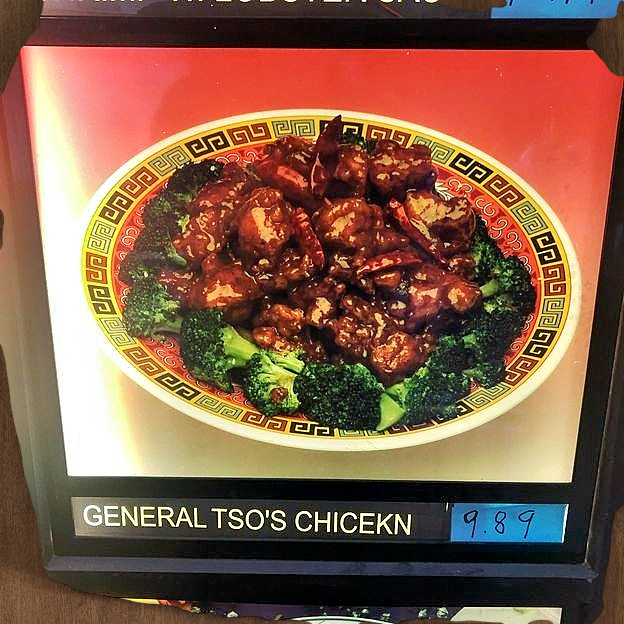 GENERAL TSO'S CHICEKN 9.89